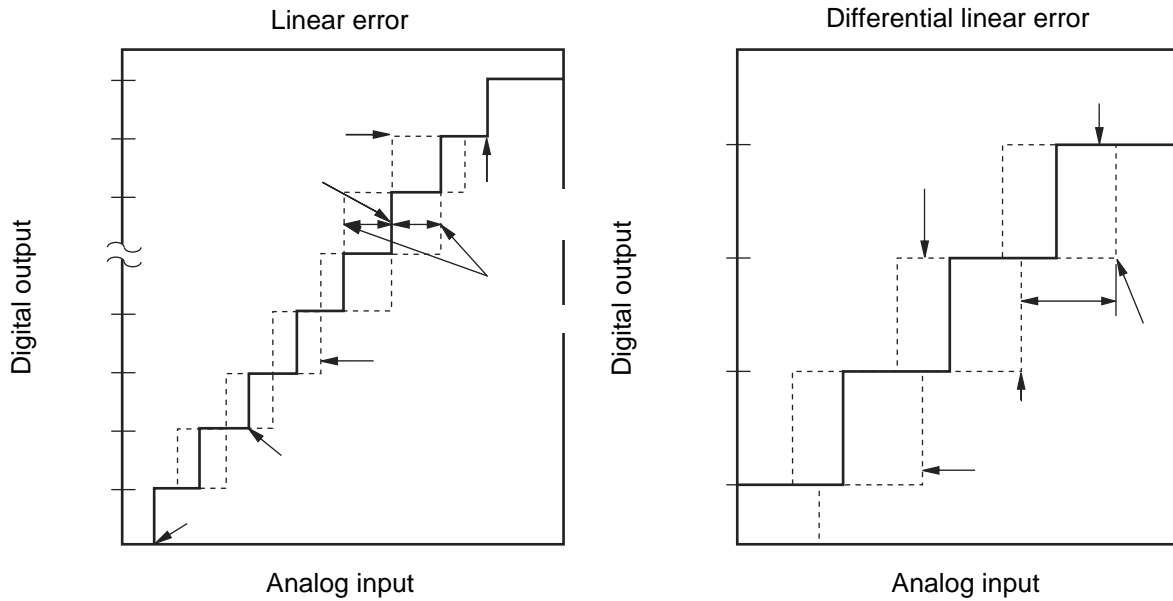 Linear error
Differential linear error
Digital output
Digital output
Analog input
Analog input